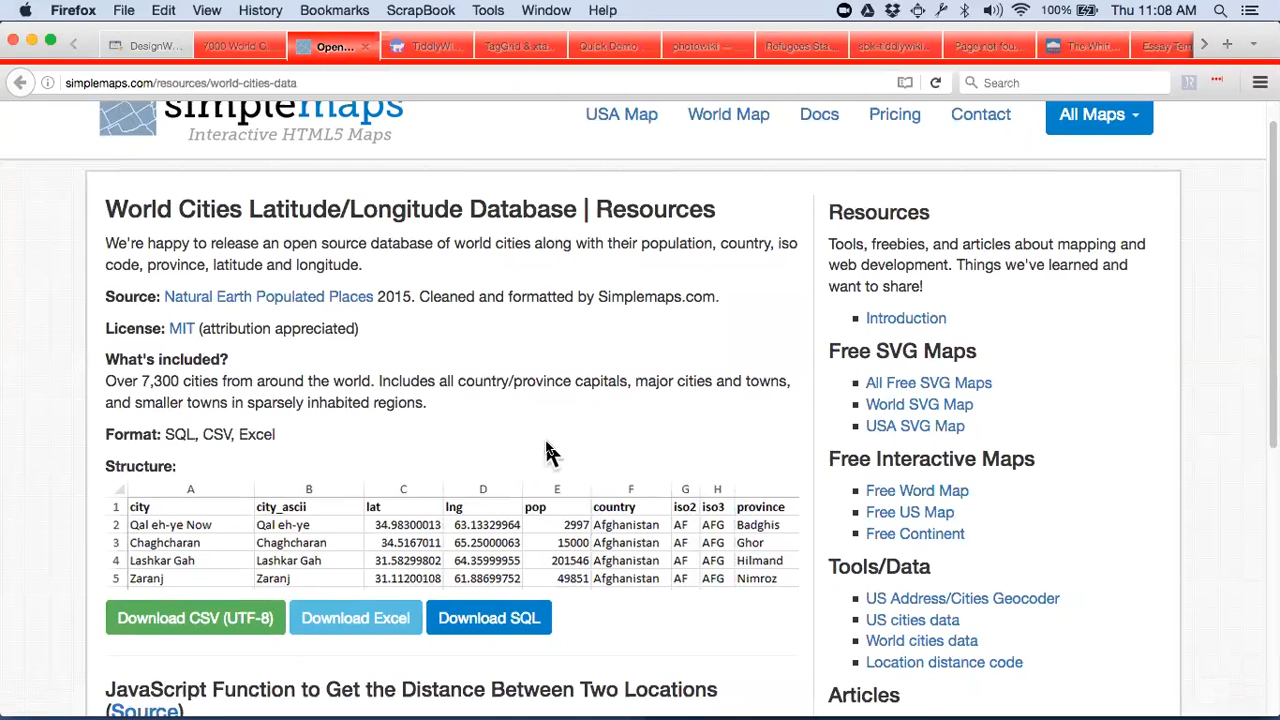 Firefox File Edit View History Bookmarks ScrapBook Tools Window Help 100% Thu 11:08 AM
DesignW... 7000 World C... Open... TiddlyWi... TagGrid & xta... Quick Demo... photowiki — Refugees Sta... Page not fou... The Whit... Essay Tem
simplemaps.com/resources/world-cities-data Search
simplemaps
Interactive HTML5 Maps
USA Map World Map Docs Pricing Contact All Maps
World Cities Latitude/Longitude Database | Resources
We're happy to release an open source database of world cities along with their population, country, iso
code, province, latitude and longitude.
Source: Natural Earth Populated Places 2015. Cleaned and formatted by Simplemaps.com.
License: MIT (attribution appreciated)
What's included?
Over 7,300 cities from around the world. Includes all country/province capitals, major cities and towns,
and smaller towns in sparsely inhabited regions.
Format: SQL, CSV, Excel
Structure:
A B C D E F G H I
1 city city_ascii lat lng pop country iso2 iso3 province
2 Qal eh-ye Now Qal eh-ye 34.98300013 63.13329964 2997 Afghanistan AF AFG Badghis
3 Chaghcharan Chaghcharan 34.5167011 65.25000063 15000 Afghanistan AF AFG Ghor
4 Lashkar Gah Lashkar Gah 31.58299802 64.35999955 201546 Afghanistan AF AFG Hilmand
5 Zaranj Zaranj 31.11200108 61.88699752 49851 Afghanistan AF AFG Nimroz
Download CSV (UTF-8) Download Excel Download SQL
JavaScript Function to Get the Distance Between Two Locations
(Source)
Resources
Tools, freebies, and articles about mapping and
web development. Things we've learned and
want to share!
Introduction
Free SVG Maps
All Free SVG Maps
World SVG Map
USA SVG Map
Free Interactive Maps
Free Word Map
Free US Map
Free Continent
Tools/Data
US Address/Cities Geocoder
US cities data
World cities data
Location distance code
Articles